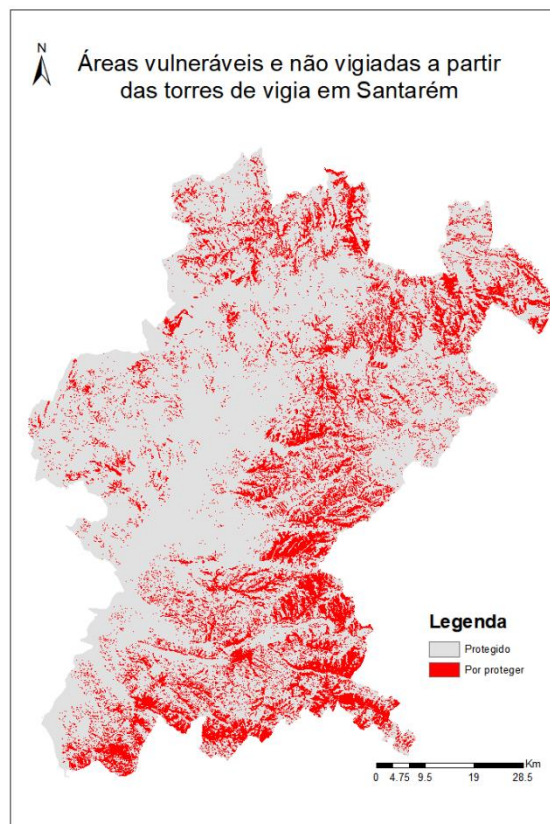 N
Áreas vulneráveis e não vigiadas a partir
das torres de vigia em Santarém
Legenda
Protegido
Por proteger
Km
0 4.75 9.5 19 28.5